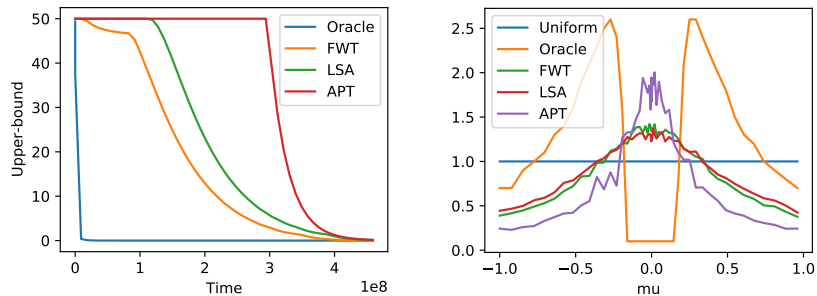 Upper-bound
50
40
30
20
10
0
Oracle
FWT
LSA
APT
0
1
2
3
4
1e8
Time
2.5
2.0
1.5
1.0
0.5
0.0
Uniform
Oracle
FWT
LSA
APT
−1.0
−0.5
0.0
0.5
1.0
mu